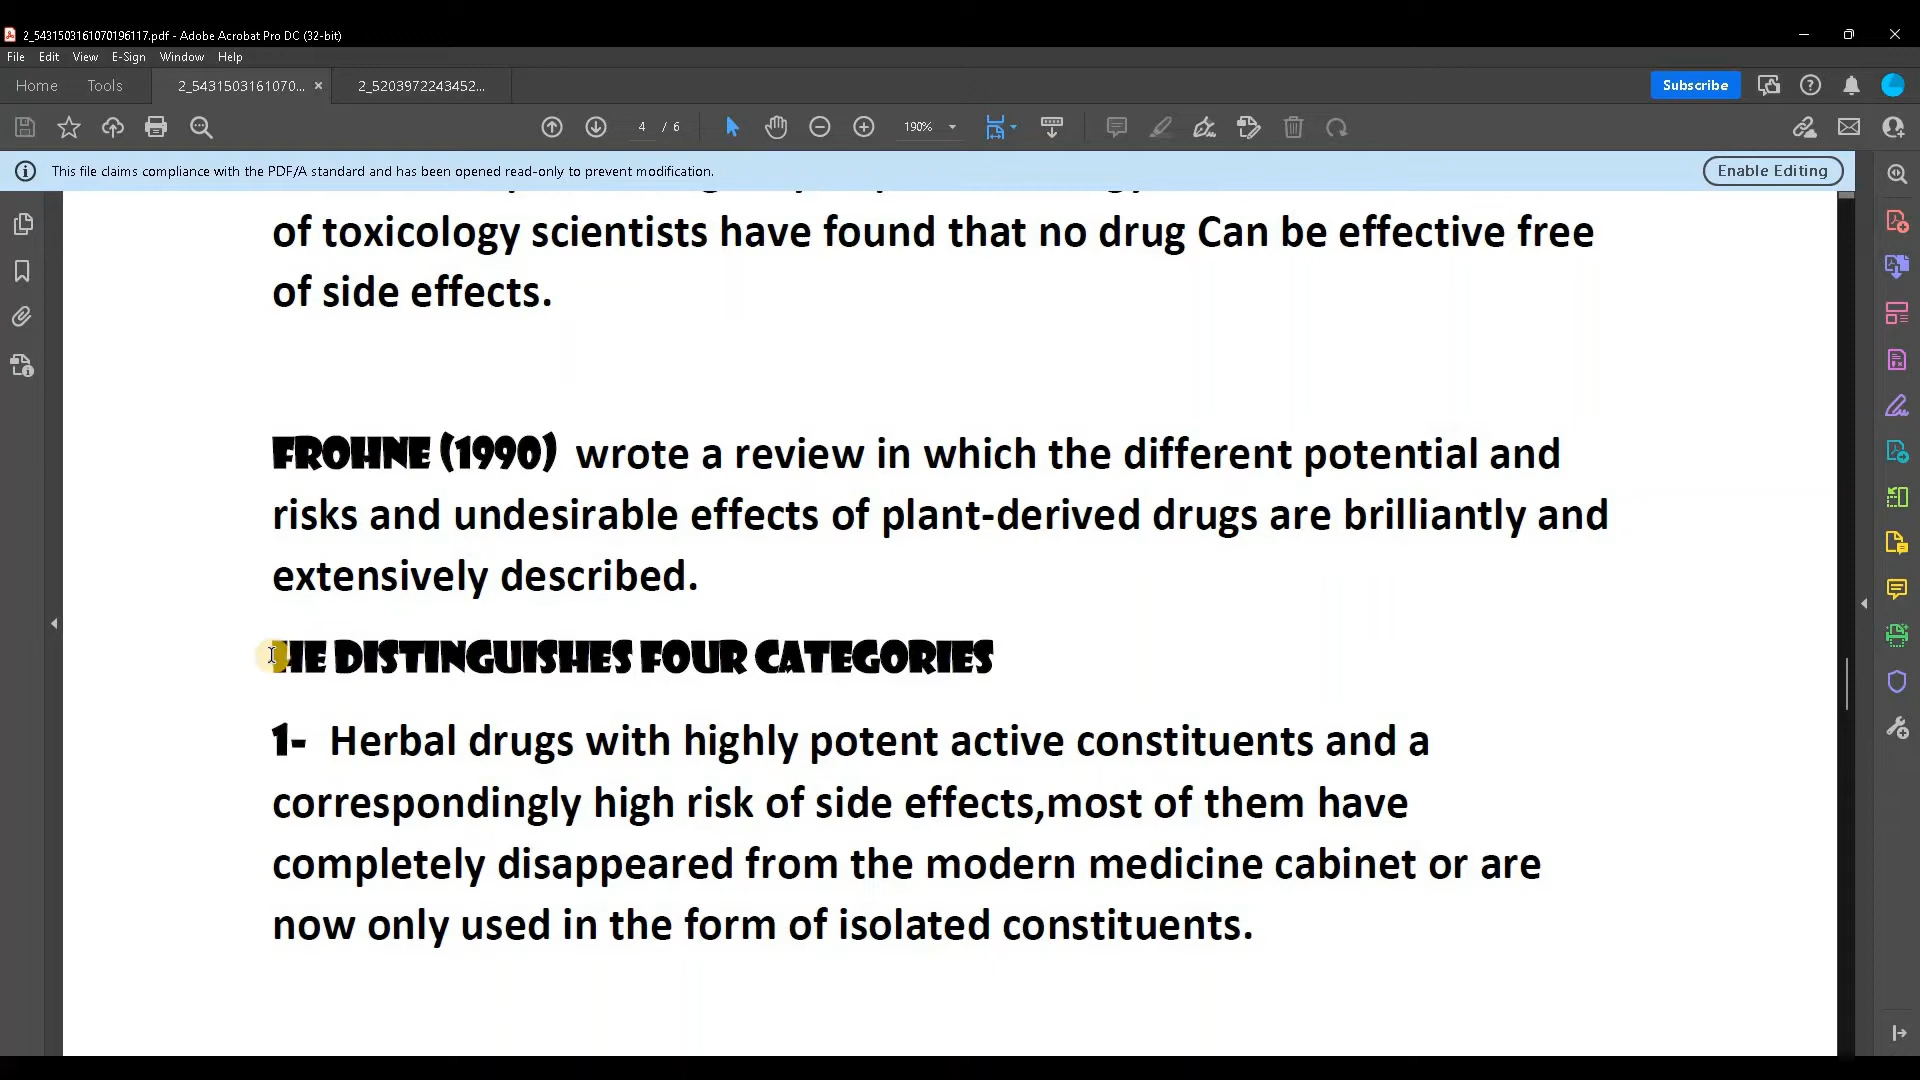 2_5431503161070196117.pdf - Adobe Acrobat Pro DC (32-bit)
File Edit View E-Sign Window Help
Home Tools 2_5431503161070... × 2_5203972243452...
Subscribe
4 / 6 190%
This file claims compliance with the PDF/A standard and has been opened read-only to prevent modification.
Enable Editing
of toxicology scientists have found that no drug Can be effective free
of side effects.
FROHNE (1990) wrote a review in which the different potential and
risks and undesirable effects of plant-derived drugs are brilliantly and
extensively described.
HE DISTINGUISHES FOUR CATEGORIES
1- Herbal drugs with highly potent active constituents and a
correspondingly high risk of side effects,most of them have
completely disappeared from the modern medicine cabinet or are
now only used in the form of isolated constituents.